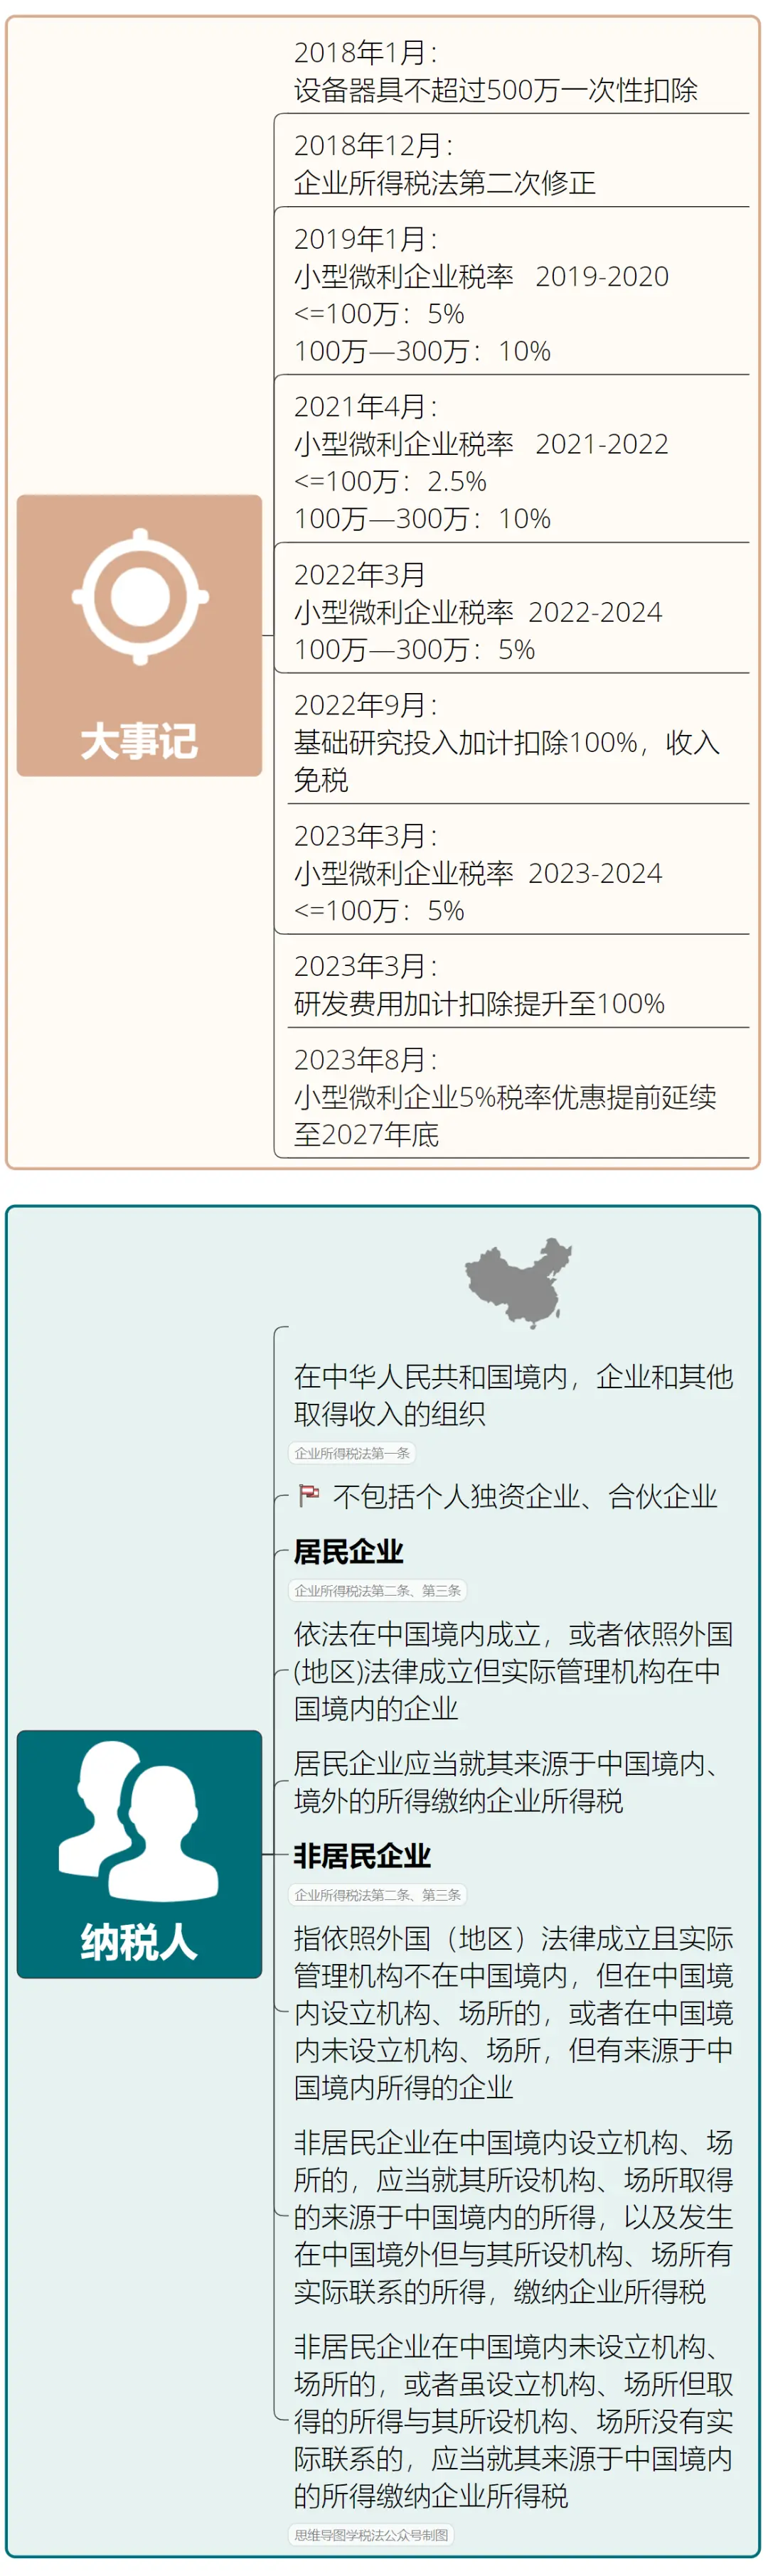 2018年1月：
设备器具不超过500万一次性扣除
2018年12月：
企业所得税法第二次修正
2019年1月：
小型微利企业税率 2019-2020
<=100万：5%
100万—300万：10%
2021年4月：
小型微利企业税率 2021-2022
<=100万：2.5%
100万—300万：10%
2022年3月
小型微利企业税率 2022-2024
100万—300万：5%
大事记
2022年9月：
基础研究投入加计扣除100%，收入
免税
2023年3月：
小型微利企业税率 2023-2024
<=100万：5%
2023年3月：
研发费用加计扣除提升至100%
2023年8月：
小型微利企业5%税率优惠提前延续
至2027年底
在中华人民共和国境内，企业和其他
取得收入的组织
企业所得税法第一条
不包括个人独资企业、合伙企业
居民企业
企业所得税法第二条、第三条
依法在中国境内成立，或者依照外国
(地区)法律成立但实际管理机构在中
国境内的企业
居民企业应当就其来源于中国境内、
境外的所得缴纳企业所得税
非居民企业
企业所得税法第二条、第三条
纳税人
指依照外国（地区）法律成立且实际
管理机构不在中国境内，但在中国境
内设立机构、场所的，或者在中国境
内未设立机构、场所，但有来源于中
国境内所得的企业
非居民企业在中国境内设立机构、场
所的，应当就其所设机构、场所取得
的来源于中国境内的所得，以及发生
在中国境外但与其所设机构、场所有
实际联系的所得，缴纳企业所得税
非居民企业在中国境内未设立机构、
场所的，或者虽设立机构、场所但取
得的所得与其所设机构、场所没有实
际联系的，应当就其来源于中国境内
的所得缴纳企业所得税
思维导图学税法公众号制图